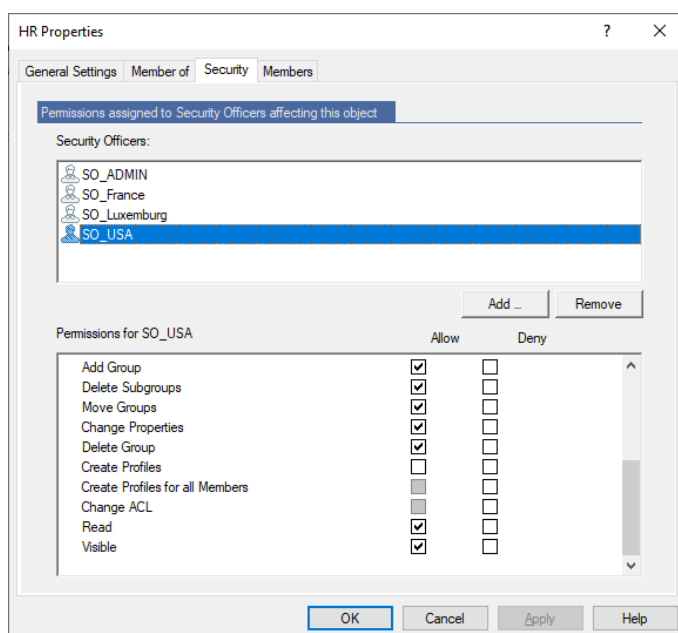 HR Properties ?
General Settings Member of Security Members
Permissions assigned to Security Officers affecting this object
Security Officers:
SO_ADMIN
SO_France
SO_Luxemburg
SO_USA
Add ... Remove
Permissions for SO_USA Allow Deny
Add Group
Delete Subgroups
Move Groups
Change Properties
Delete Group
Create Profiles
Create Profiles for all Members
Change ACL
Read
Visible
OK Cancel Apply Help